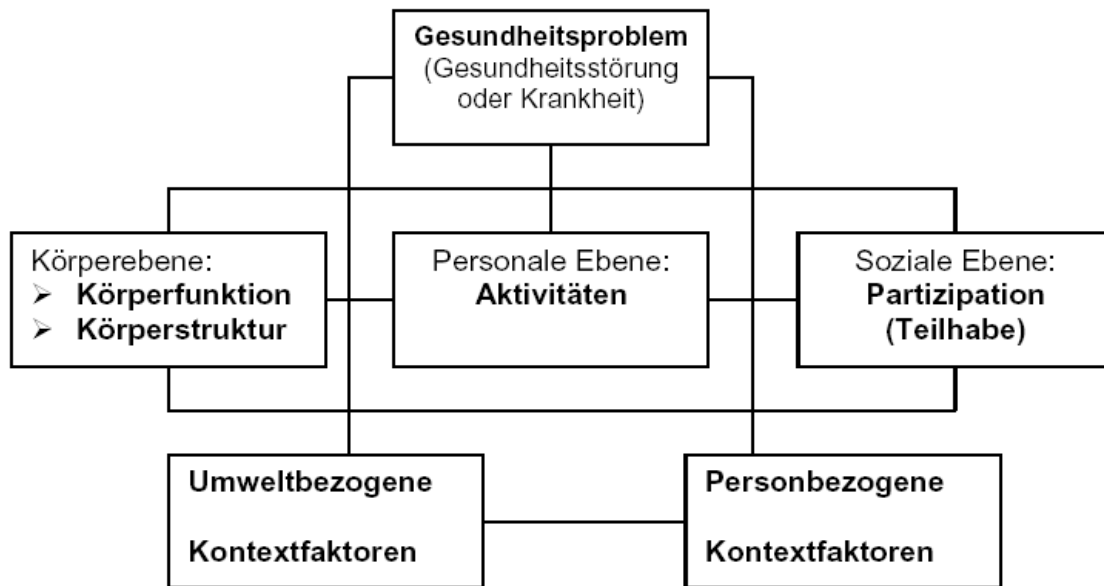 Gesundheitsproblem
(Gesundheitsstörung
oder Krankheit)
Körperebene:
➢ Körperfunktion
➢ Körperstruktur
Personale Ebene:
Aktivitäten
Soziale Ebene:
Partizipation
(Teilhabe)
Umweltbezogene
Kontextfaktoren
Personbezogene
Kontextfaktoren